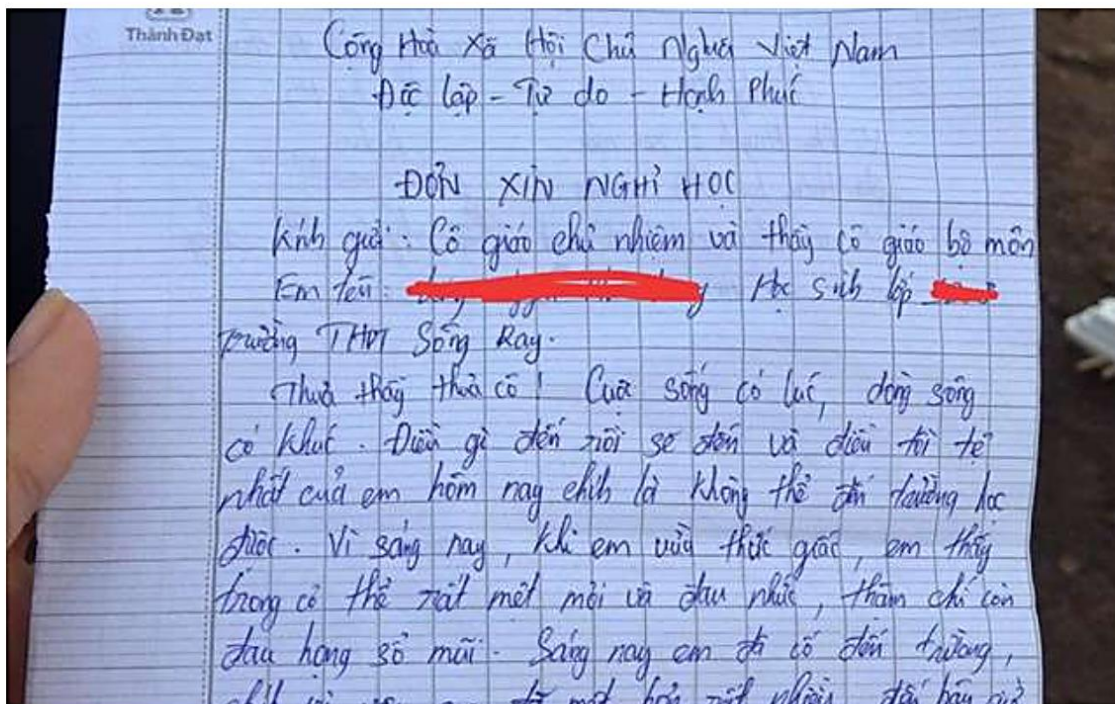 Thành Đạt
Cộng Hoà Xã Hội Chủ Nghĩa Việt Nam
Độc lập - Tự do - Hạnh Phúc
ĐƠN XIN NGHỈ HỌC
Kính gửi: Cô giáo chủ nhiệm và thầy cô giáo bộ môn
Em tên: Học sinh lớp
Trường THPT Sông Ray.
Thưa thầy thưa cô! Cuộc sống có lúc, dòng sông
có khúc. Điều gì đến rồi sẽ đến và điều tồi tệ
nhất của em hôm nay chính là không thể đến trường học
được. Vì sáng nay, khi em vừa thức giấc, em thấy
trong cơ thể rất mệt mỏi và đau nhức, thậm chí còn
đau họng sổ mũi. Sáng nay em đã cố đến trường,